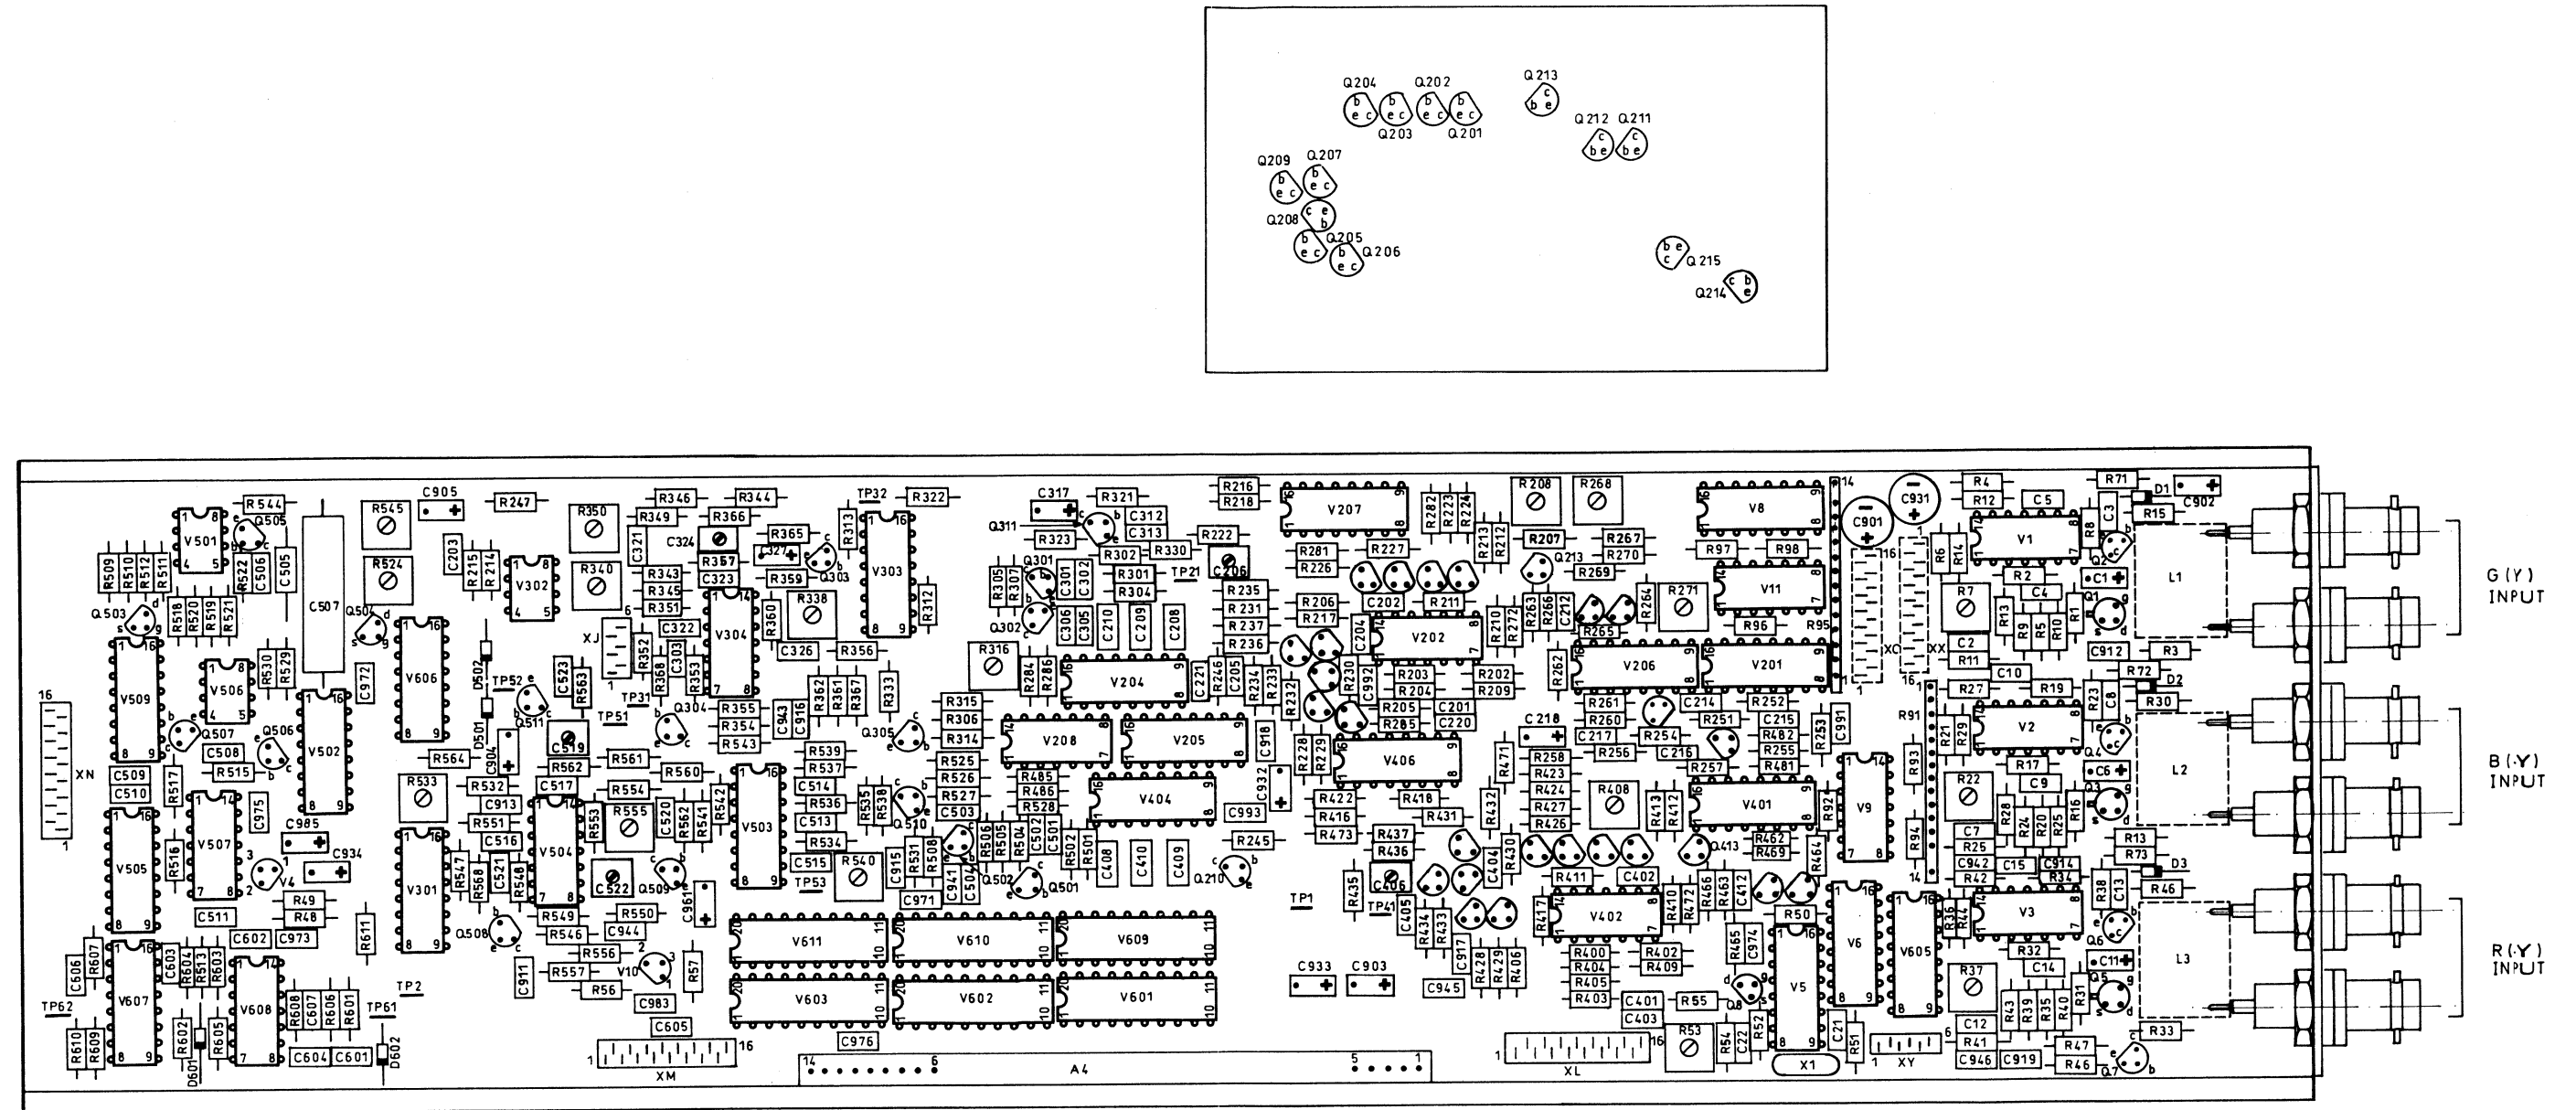 Q204 Q202 Q213
Q203 Q201
Q212 Q211
Q209 Q207
Q208 Q205 Q206
Q215
Q214
R544 R545 C905 R247 R350 R346 R344 TP32 R322 C317 R321 R216 R218
V501 Q505 R349 R366 R365 R313 Q311 R323 C312 C313 R222
R524 C203 R215 R214 V302 R340 C321 C324 C327 R357 C323 R359 Q303 V303 R302 R330 TP21 C206
R509 R510 R512 R511 R522 C506 C505 C507 R343 R345 R351 R338 R312 R305 R307 Q301 C301 C302 R301 R304
Q503 R518 R520 R519 R521 Q504 XJ C322 V304 R360 Q302 C306 C305 C210 C209 C208 R235 R231 R237 R236
V509 V506 R530 R529 C972 V606 D502 TP52 C523 R563 R352 R368 C303 R353 C326 R356 R316 R284 R286 V204 C221 R246 C205 R234 R233 R232
TP31 TP51 Q304 R355 R354 R543 C943 C916 R362 R361 R367 R333 R315 R306 R314
XN Q507 Q506 V502 D501 Q511 C904 C519 R562 R561 Q305 V208 V205 C918
C508 R515 R564 R560 R539 R537 R525 R526 R527 C503
C509 C510 R517 R533 R532 C913 R551 C516 C517 R554 C514 R536 C513 R534 R535 R538 Q510 R485 R486 R528 V404 C932 C993
V507 C975 C985 V504 R553 R555 C520 R541 R542 V503
V505 R516 V4 C934 V301 R547 R568 C521 R548 C522 Q509 C961 C515 TP53 R540 C915 R531 R508 C941 C504 R506 R505 R504 C502 C501 R502 R501 C408 C410 C409 R245 Q210
R49 R48 C511 C602 C973 R611 Q508 R549 R546 R550 C944 R556 R557 R56 V10 C983 R57 C971 Q502 Q501
R607 C606 C603 R604 R513 R603 C911 V611 V610 V609
TP62 V607 V608 R608 C607 R606 R601 TP2 TP61 V603 V602 V601
R610 R609 R602 R605 D601 C604 C601 D602 C605 C976 XM A4
V207 R282 R223 R224 R208 R268 V8 C901 C931 R4 R12 C5 R71 D1 C902 R15
R281 R226 R227 R213 R212 R207 R267 R270 R269 Q213 R97 R98 V11 R6 R14 V1 R8 C3 Q2
R206 R217 C202 R211 C204 V202 R210 R272 R263 R266 C212 R265 R264 R271 R96 R95 R7 R2 C4 C1 Q1 L1 G(Y) INPUT
R230 C992 R203 R204 R202 R209 R262 V206 V201 XX R13 R9 R5 R10 R1 C2 R11 C912 R3
R205 R285 C201 C220 R261 R260 C217 R256 C214 R251 R252 C215 R482 R255 R481 R253 C991 R27 C10 R19 R23 C8 R72 D2 R30
R228 R229 V406 R471 C218 R258 R254 C216 R257 R91 R21 R29 V2 Q4 L2 B(-Y) INPUT
R422 R416 R473 R418 R431 R432 R423 R424 R427 R426 R408 R413 R412 V401 V9 R93 R22 R17 C9 C6 Q3 R28 R24 R20 R25 R16
R437 R436 C404 R430 R462 R469 Q413 R464 R94 C7 R25 C942 R42 C15 C914 R34 R13 R73 D3 R46
TP1 R435 C406 TP41 C405 R434 R433 R411 C402 R417 V402 R410 R472 R466 R463 C412 R50 V6 V605 R36 R44 V3 R38 C13 Q6 L3 R(-Y) INPUT
C933 C903 C945 C917 R428 R429 R406 R400 R404 R405 R403 R402 R409 C401 C403 R55 R465 C974 Q8 V5 R37 R32 C14 C11 Q5 R43 R39 R35 R40 R31
XL R53 R54 C22 R52 X1 C21 R51 XY C12 R41 C946 C919 R47 R46 R33 Q7